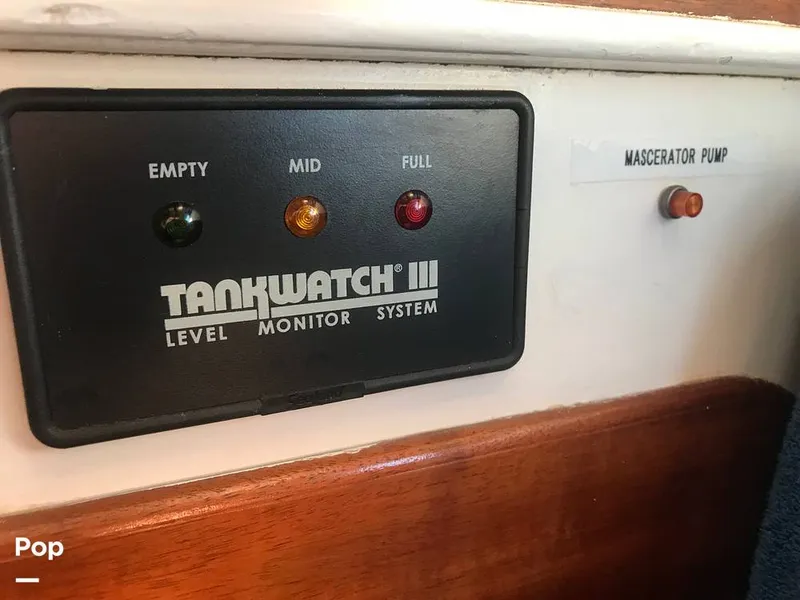 EMPTY MID FULL
TANKWATCH® III
LEVEL MONITOR SYSTEM
MASCERATOR PUMP
Pop